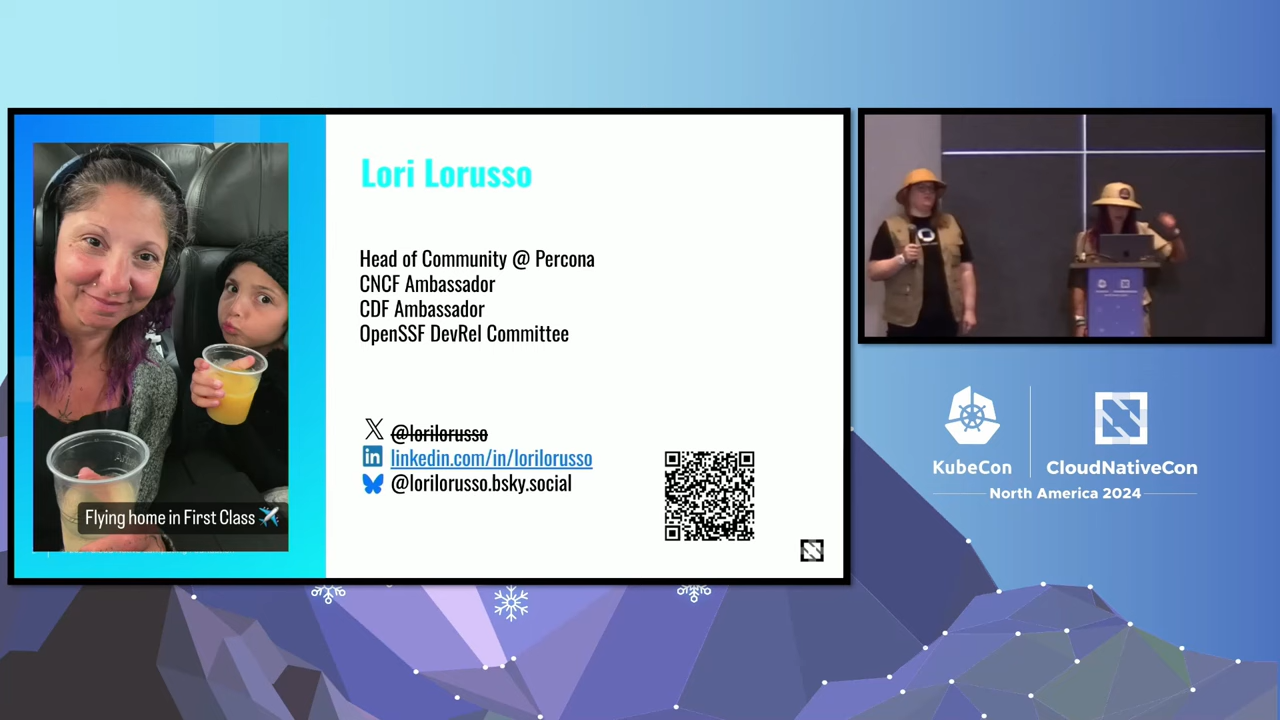 Lori Lorusso
Head of Community @ Percona
CNCF Ambassador
CDF Ambassador
OpenSSF DevRel Committee
@lorilorusso
linkedin.com/in/lorilorusso
@lorilorusso.bsky.social
Flying home in First Class
KubeCon
CloudNativeCon
North America 2024